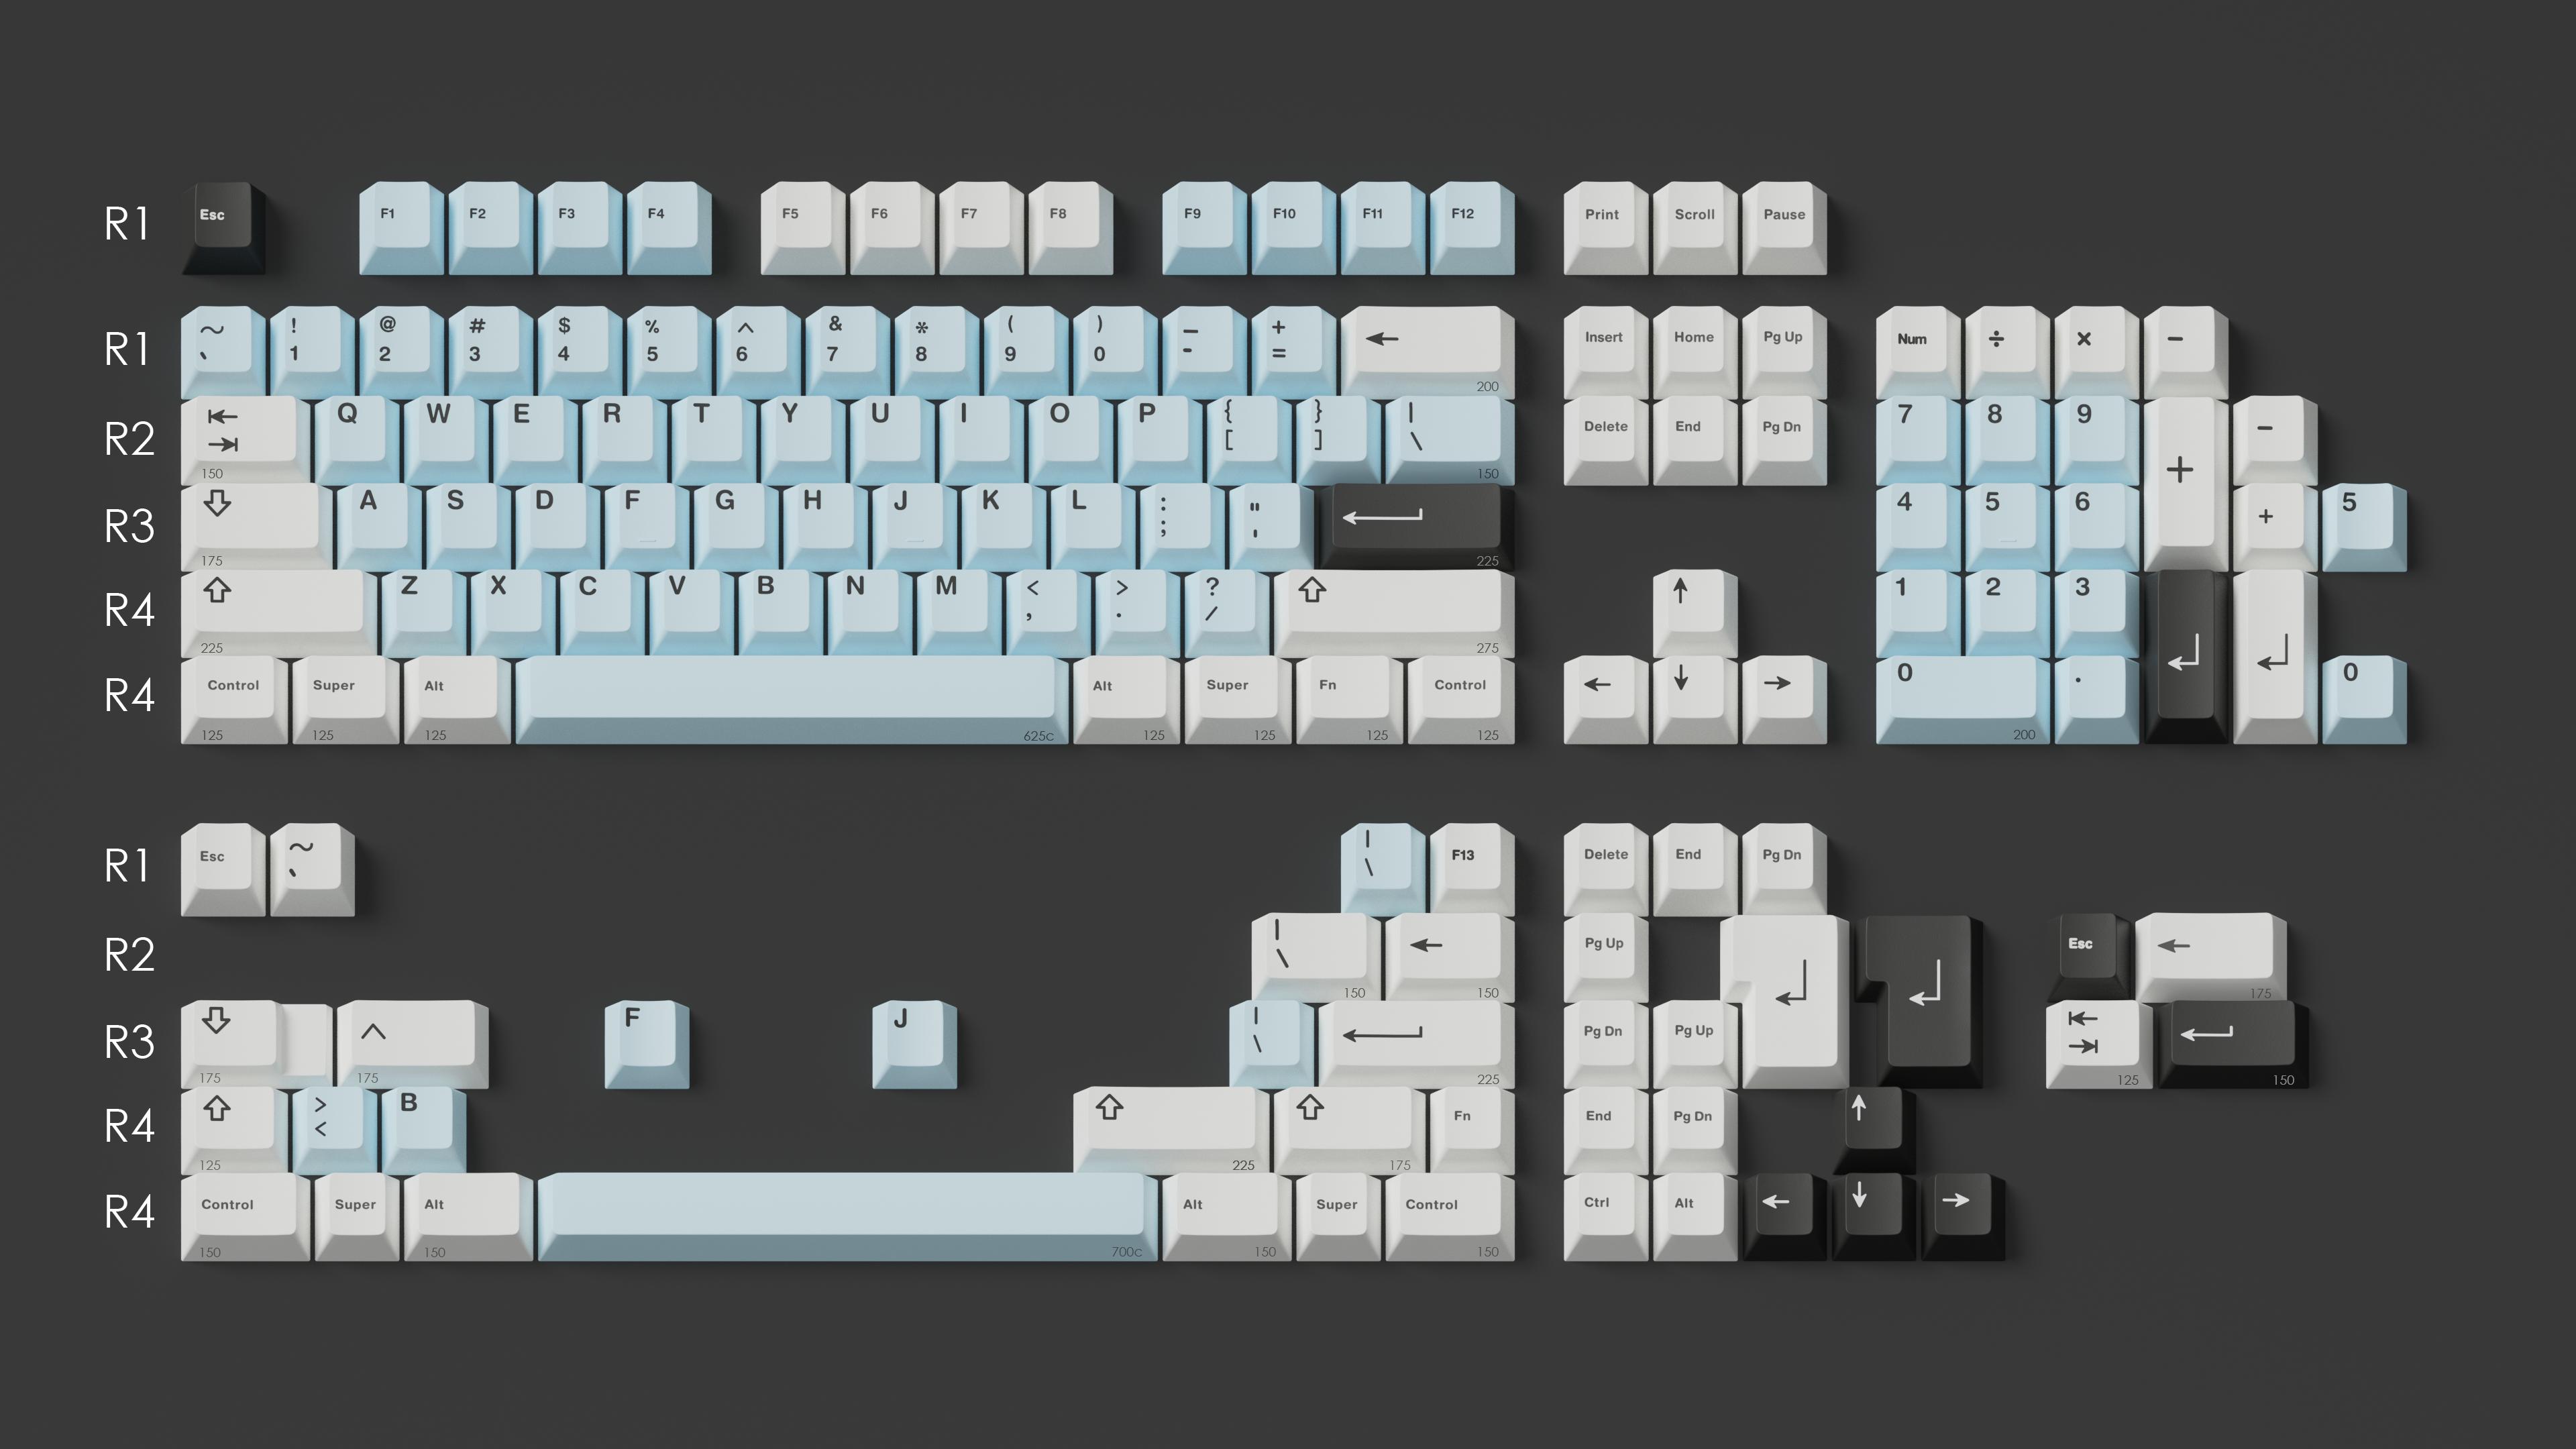 R1 Esc F1 F2 F3 F4 F5 F6 F7 F8 F9 F10 F11 F12 Print Scroll Pause
~ ! @ # $ % ^ & * ( ) _ +
R1 ` 1 2 3 4 5 6 7 8 9 0 - = ← Insert Home Pg Up Num ÷ × −
200
R2 ⇤ Q W E R T Y U I O P { } | Delete End Pg Dn 7 8 9 + −
⇥ [ ] \
150 150
R3 ⇩ A S D F G H J K L : " ↵ 4 5 6 + 5
; '
175 225
R4 ⇧ Z X C V B N M < > ? ⇧ ↑ 1 2 3 ↵ ↵
, . /
225 275
R4 Control Super Alt Alt Super Fn Control ← ↓ → 0 . 0
125 125 125 625c 125 125 125 125 200
R1 Esc ~ | F13 Delete End Pg Dn
` \
R2 | ← Pg Up ↵ ↵ Esc ←
\
150 150 175
R3 ⇩ ^ F J | ↵ Pg Dn Pg Up ⇤ ↵
\ ⇥
175 175 225 125 150
R4 ⇧ > B ⇧ ⇧ Fn End Pg Dn ↑
<
125 225 175
R4 Control Super Alt Alt Super Control Ctrl Alt ← ↓ →
150 150 700c 150 150